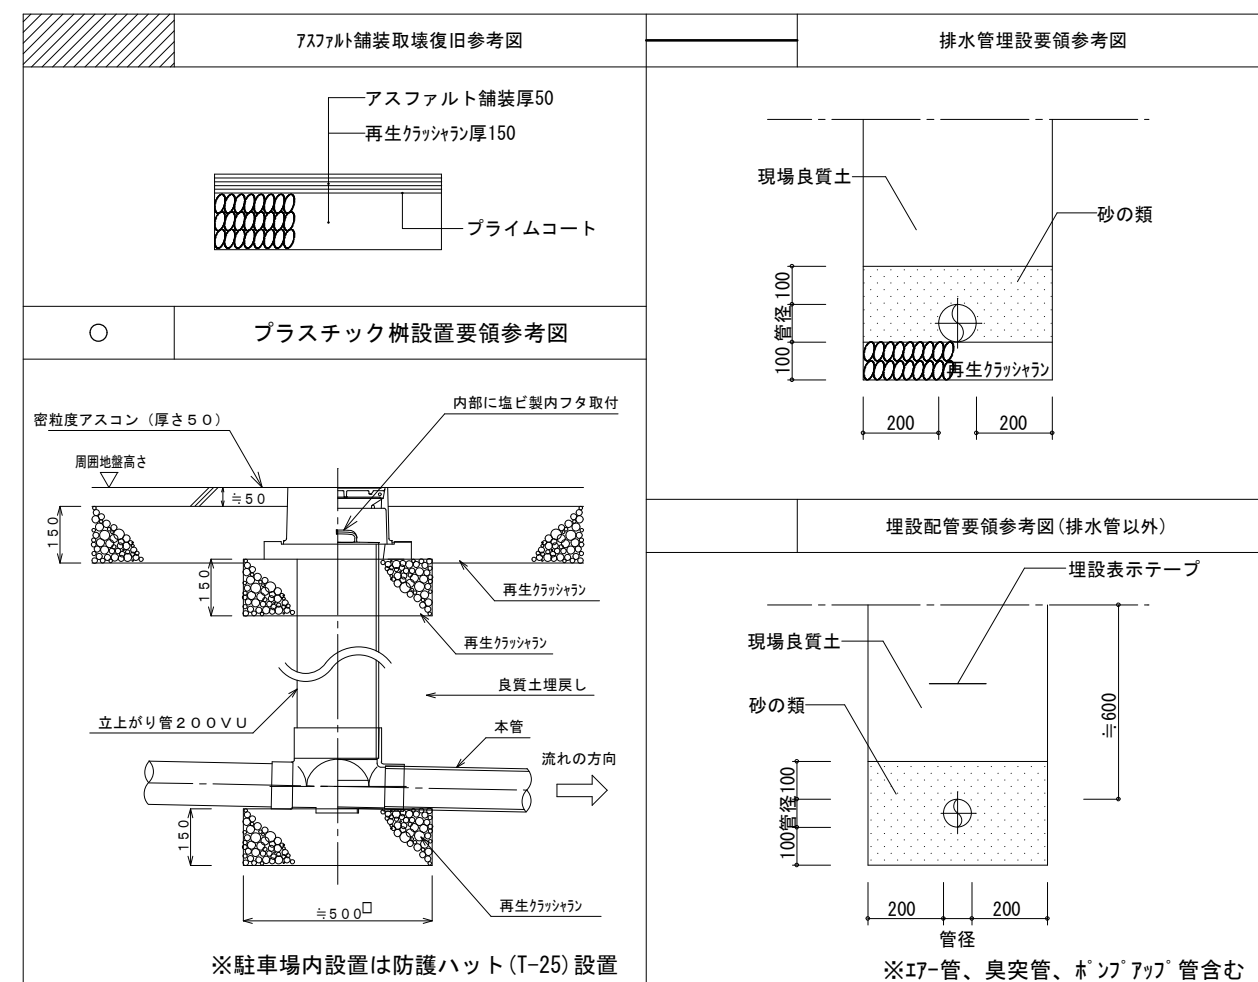 ｱｽﾌｧﾙﾄ舗装取壊復旧参考図
アスファルト舗装厚50
再生ｸﾗｯｼｬﾗﾝ厚150
プライムコート
プラスチック桝設置要領参考図
内部に塩ビ製内フタ取付
密粒度アスコン（厚さ５０）
周囲地盤高さ
≒50
150
150
再生ｸﾗｯｼｬﾗﾝ
再生ｸﾗｯｼｬﾗﾝ
良質土埋戻し
立上がり管２００ＶＵ
本管
流れの方向
150
≒500□
再生ｸﾗｯｼｬﾗﾝ
※駐車場内設置は防護ハット(T-25)設置
排水管埋設要領参考図
現場良質土
砂の類
100
管径
100
再生ｸﾗｯｼｬﾗﾝ
200
200
埋設配管要領参考図(排水管以外)
埋設表示テープ
現場良質土
砂の類
≒600
100
管径
100
200
200
管径
※ｴｱｰ管、臭突管、ﾎﾟﾝﾌﾟｱｯﾌﾟ管含む